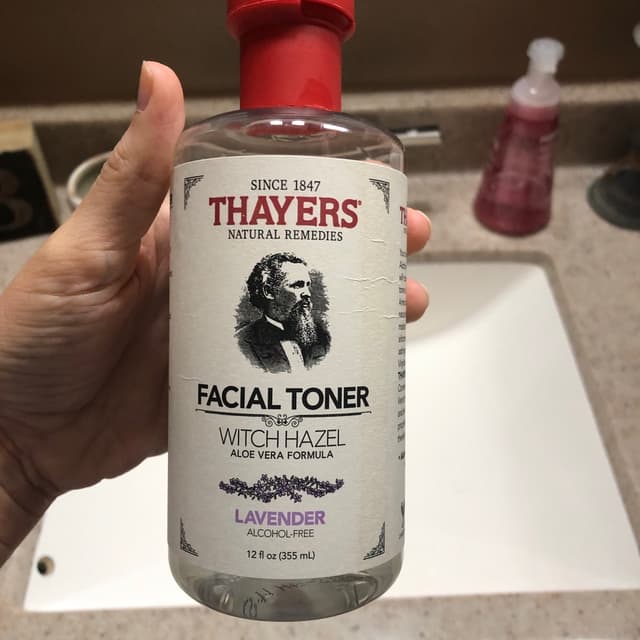 SINCE 1847
THAYERS®
NATURAL REMEDIES
FACIAL TONER
WITCH HAZEL
ALOE VERA FORMULA
LAVENDER
ALCOHOL-FREE
12 fl oz (355 mL)